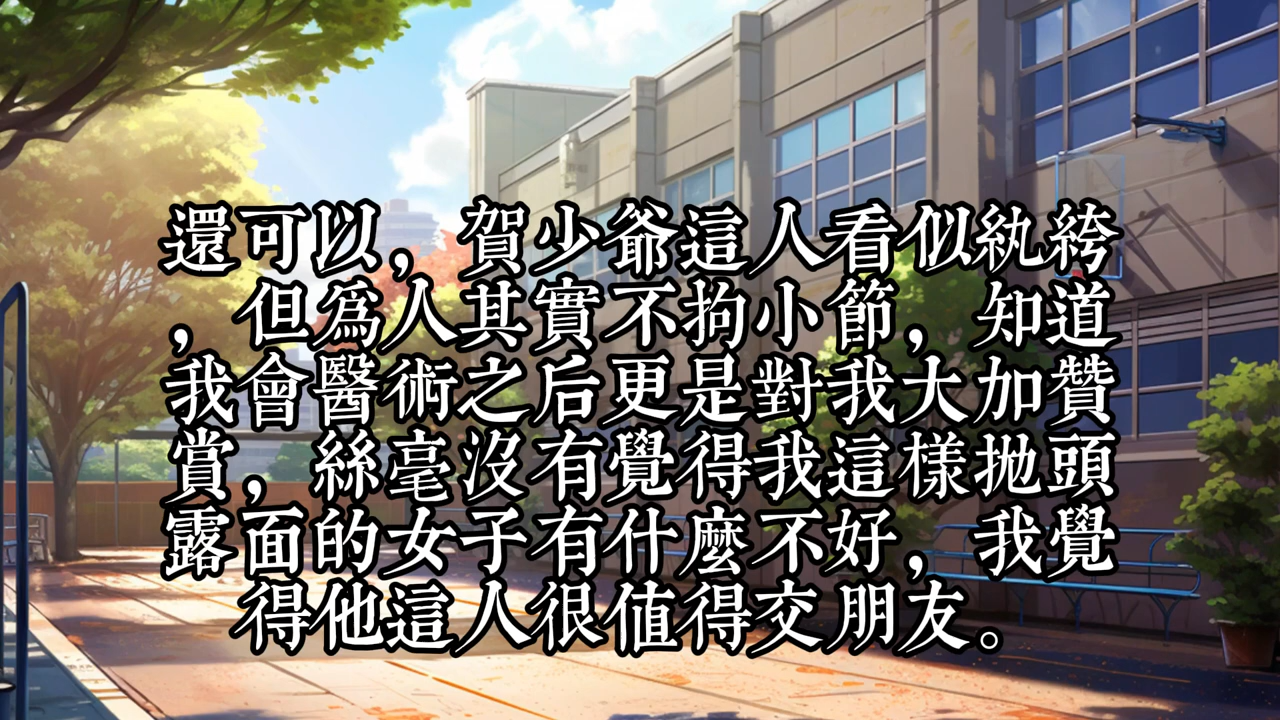 還可以，賀少爺這人看似紈絝
，但爲人其實不拘小節，知道
我會醫術之后更是對我大加贊
賞，絲毫沒有覺得我這樣拋頭
露面的女子有什麼不好，我覺
得他這人很值得交朋友。